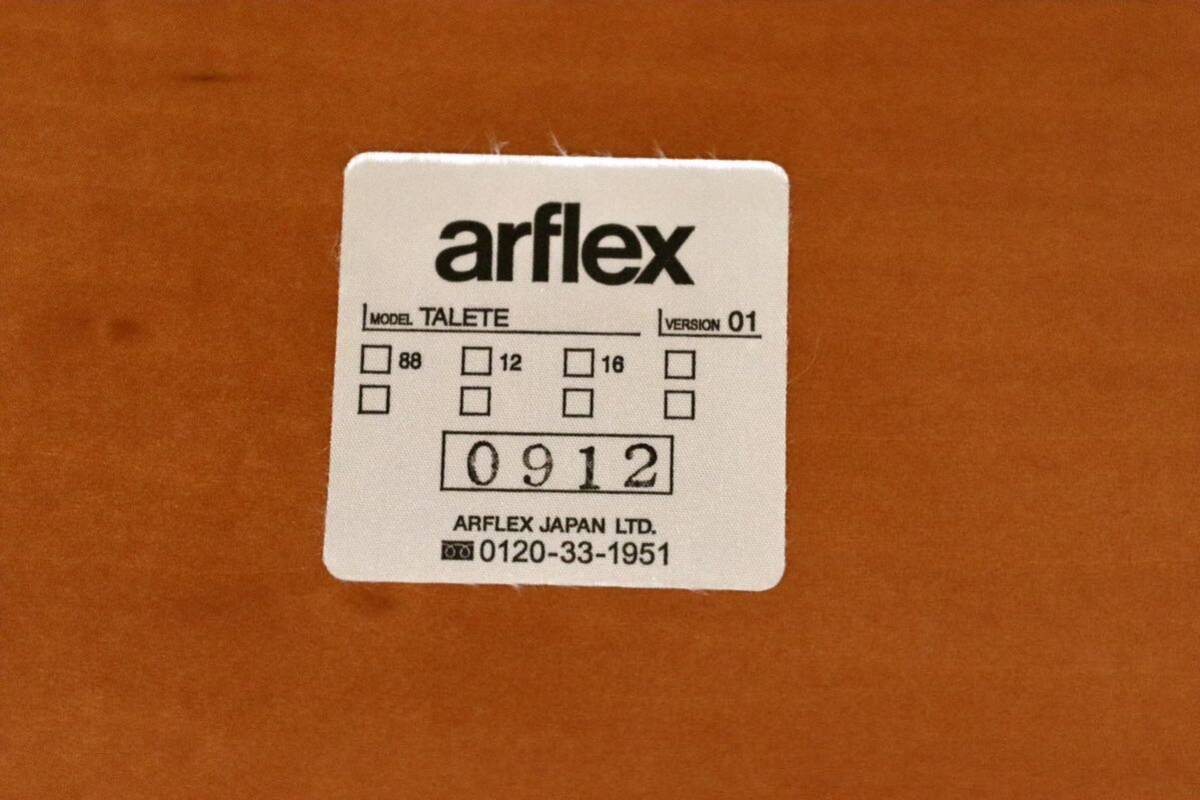 arflex
MODEL TALETE VERSION 01
☐ 88 ☐ 12 ☐ 16 ☐
☐ ☐ ☐ ☐
0912
ARFLEX JAPAN LTD.
0120-33-1951